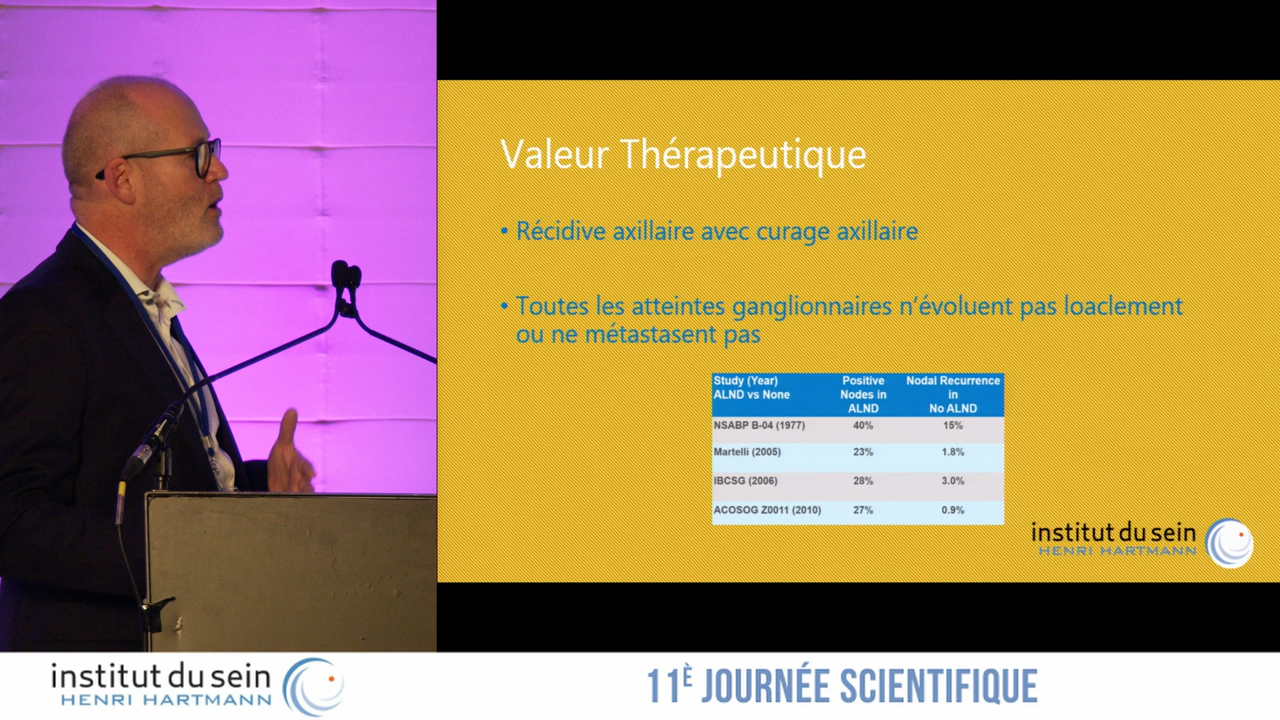 Valeur Thérapeutique
• Récidive axillaire avec curage axillaire
• Toutes les atteintes ganglionnaires n'évoluent pas loaclement
ou ne métastasent pas
Study (Year)
ALND vs None
Positive
Nodes in
ALND
Nodal Recurrence
in
No ALND
NSABP B-04 (1977) 40% 15%
Martelli (2005) 23% 1.8%
IBCSG (2006) 28% 3.0%
ACOSOG Z0011 (2010) 27% 0.9%
institut du sein
HENRI HARTMANN
institut du sein
HENRI HARTMANN
11È JOURNÉE SCIENTIFIQUE